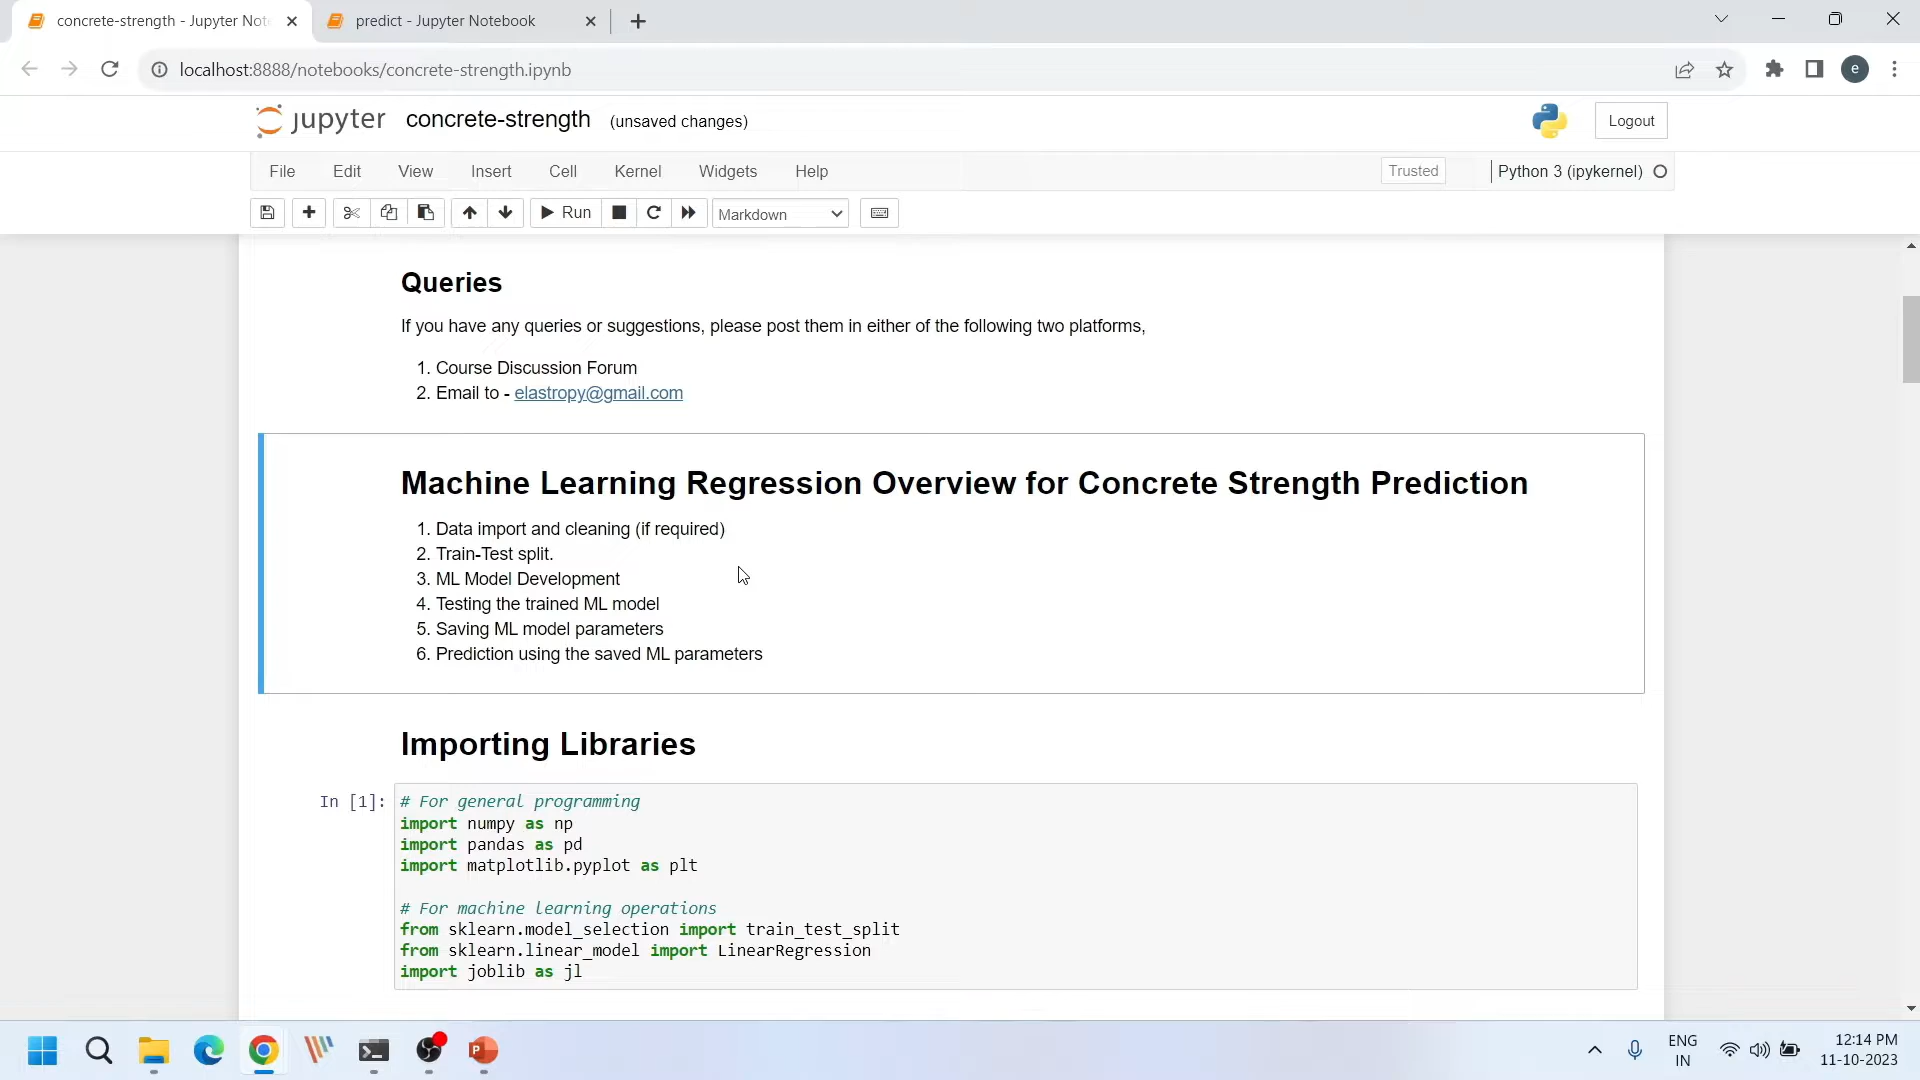 concrete-strength - Jupyter Not
predict - Jupyter Notebook
localhost:8888/notebooks/concrete-strength.ipynb
e
jupyter concrete-strength (unsaved changes)
Logout
File Edit View Insert Cell Kernel Widgets Help
Trusted
Python 3 (ipykernel)
Run
Markdown
Queries
If you have any queries or suggestions, please post them in either of the following two platforms,
1. Course Discussion Forum
2. Email to - elastropy@gmail.com
Machine Learning Regression Overview for Concrete Strength Prediction
1. Data import and cleaning (if required)
2. Train-Test split.
3. ML Model Development
4. Testing the trained ML model
5. Saving ML model parameters
6. Prediction using the saved ML parameters
Importing Libraries
In [1]:
# For general programming
import numpy as np
import pandas as pd
import matplotlib.pyplot as plt
# For machine learning operations
from sklearn.model_selection import train_test_split
from sklearn.linear_model import LinearRegression
import joblib as jl
ENG
IN
12:14 PM
11-10-2023